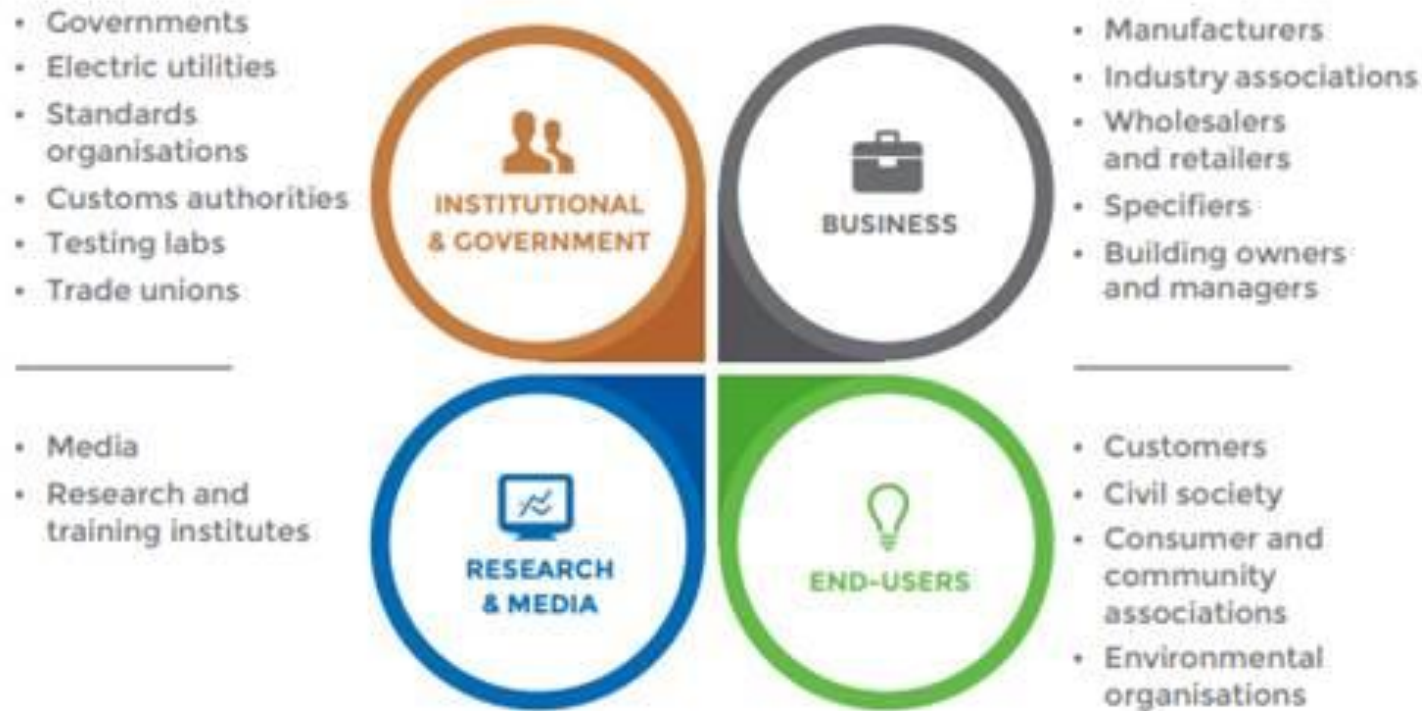 • Governments
• Electric utilities
• Standards
organisations
• Customs authorities
• Testing labs
• Trade unions
INSTITUTIONAL
& GOVERNMENT
BUSINESS
• Manufacturers
• Industry associations
• Wholesalers
and retailers
• Specifiers
• Building owners
and managers
• Media
• Research and
training institutes
RESEARCH
& MEDIA
END-USERS
• Customers
• Civil society
• Consumer and
community
associations
• Environmental
organisations